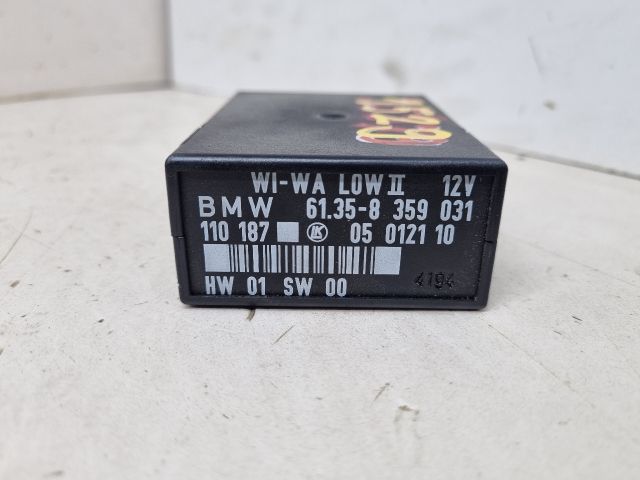 WI-WA LOW II 12V
BMW 61.35-8 359 031
110 187 LK 05 0121 10
HW 01 SW 00 4194